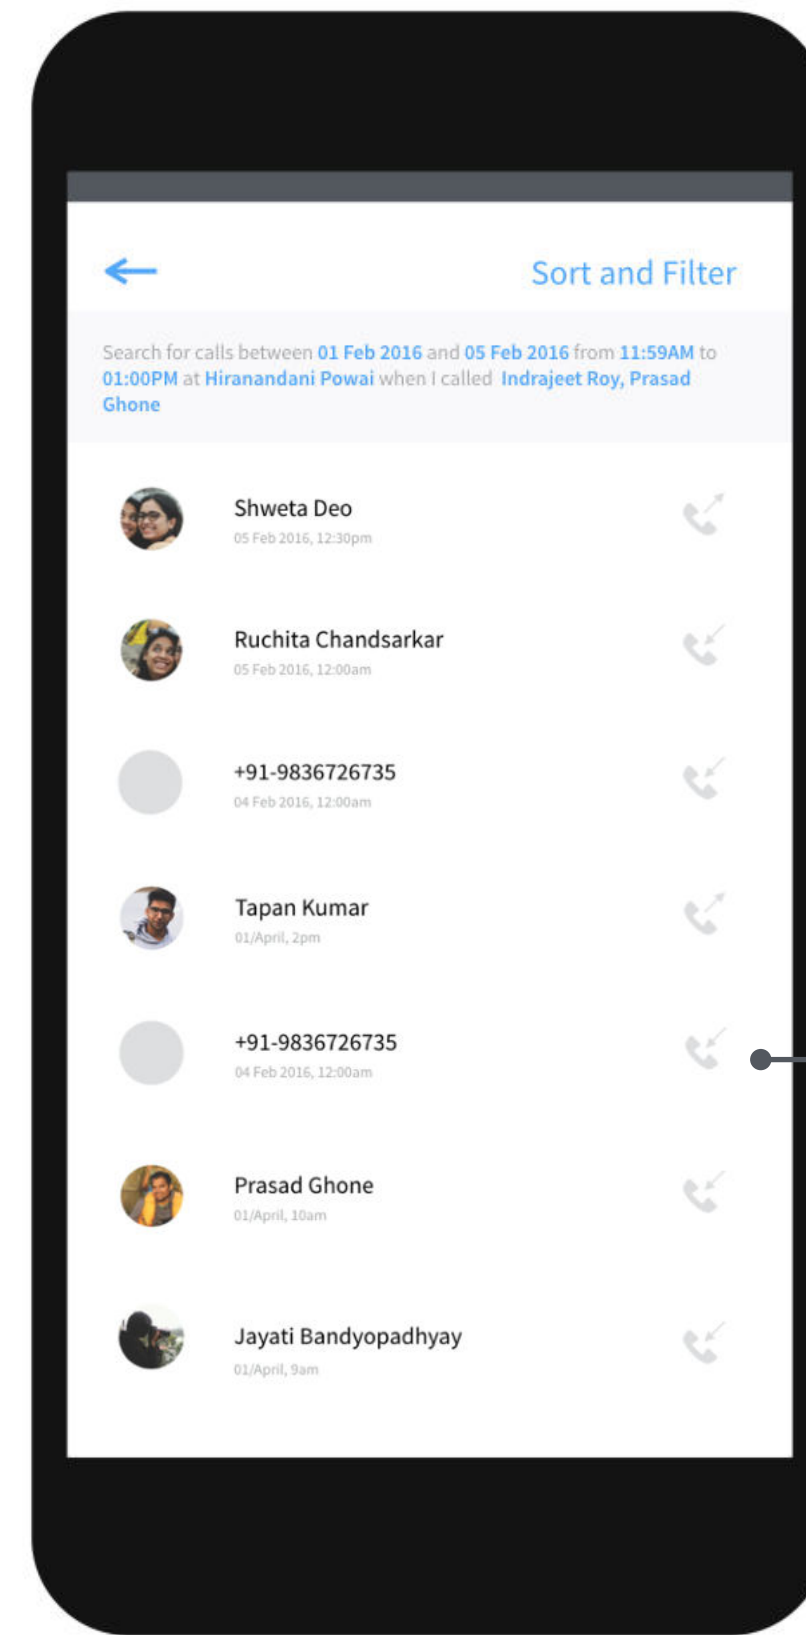 Sort and Filter
Search for calls between 01 Feb 2016 and 05 Feb 2016 from 11:59AM to
01:00PM at Hiranandani Powai when I called Indrajeet Roy, Prasad
Ghone
Shweta Deo
05 Feb 2016, 12:30pm
Ruchita Chandsarkar
05 Feb 2016, 12:00am
+91-9836726735
04 Feb 2016, 12:00am
Tapan Kumar
01/April, 2pm
+91-9836726735
04 Feb 2016, 12:00am
Prasad Ghone
01/April, 10am
Jayati Bandyopadhyay
01/April, 9am